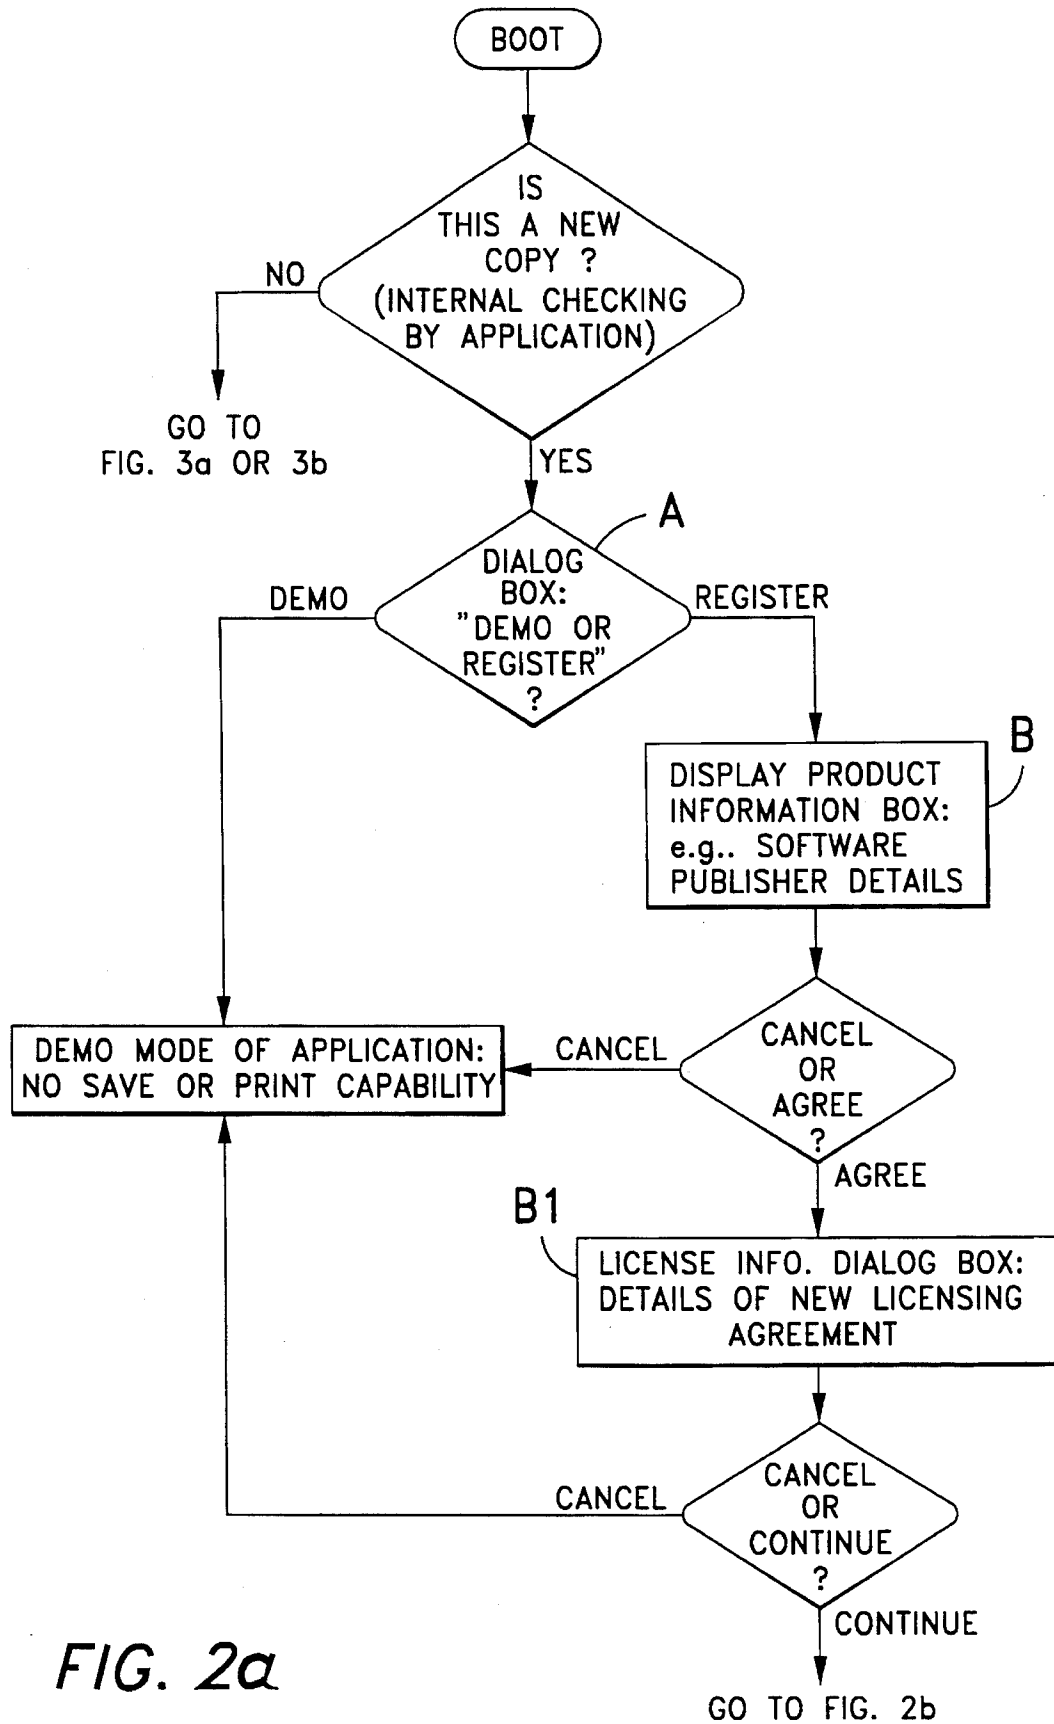 BOOT
IS
THIS A NEW
COPY ?
(INTERNAL CHECKING
BY APPLICATION)
NO
GO TO
FIG. 3a OR 3b
YES
A
DIALOG
BOX:
"DEMO OR
REGISTER"
?
DEMO
REGISTER
B
DISPLAY PRODUCT
INFORMATION BOX:
e.g.. SOFTWARE
PUBLISHER DETAILS
DEMO MODE OF APPLICATION:
NO SAVE OR PRINT CAPABILITY
CANCEL
CANCEL
OR
AGREE
?
AGREE
B1
LICENSE INFO. DIALOG BOX:
DETAILS OF NEW LICENSING
AGREEMENT
CANCEL
CANCEL
OR
CONTINUE
?
CONTINUE
GO TO FIG. 2b
FIG. 2a